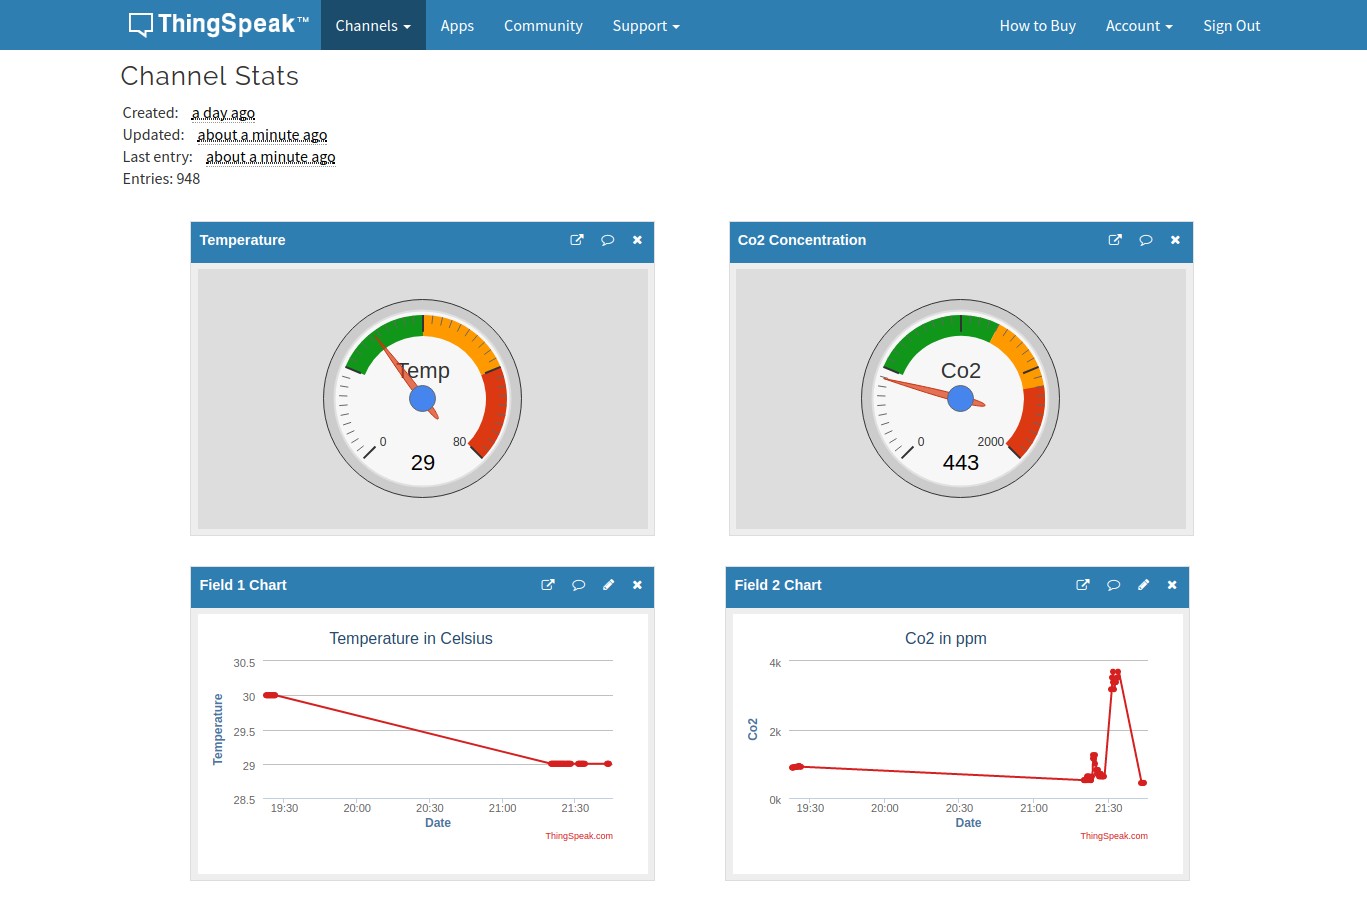 ThingSpeak™ Channels Apps Community Support How to Buy Account Sign Out
Channel Stats
Created: a day ago
Updated: about a minute ago
Last entry: about a minute ago
Entries: 948
Temperature
Temp
0 80
29
Co2 Concentration
Co2
0 2000
443
Field 1 Chart
Temperature in Celsius
Temperature
30.5
30
29.5
29
28.5
19:30 20:00 20:30 21:00 21:30
Date
ThingSpeak.com
Field 2 Chart
Co2 in ppm
Co2
4k
2k
0k
19:30 20:00 20:30 21:00 21:30
Date
ThingSpeak.com